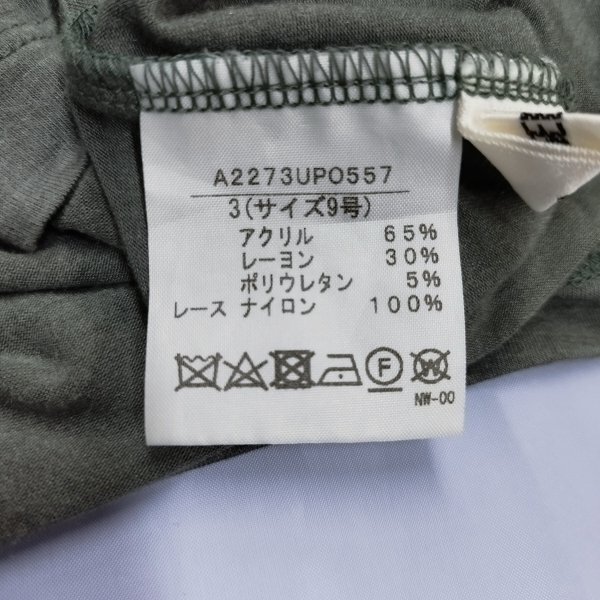 A2273UP0557
3(サイズ9号)
アクリル 65%
レーヨン 30%
ポリウレタン 5%
レース ナイロン 100%
F W
NW-00